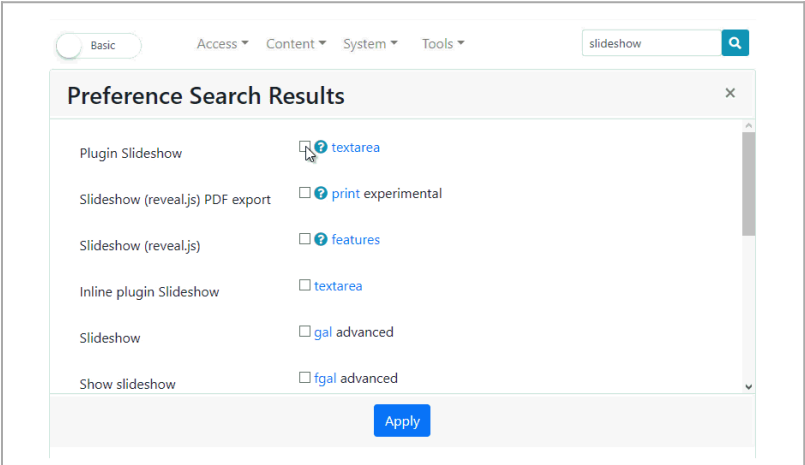 Basic Access Content System Tools slideshow
Preference Search Results ×
Plugin Slideshow ? textarea
Slideshow (reveal.js) PDF export ? print experimental
Slideshow (reveal.js) ? features
Inline plugin Slideshow textarea
Slideshow gal advanced
Show slideshow fgal advanced
Apply